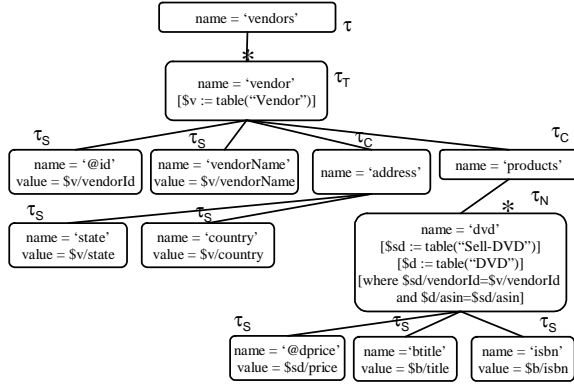 name = ‘vendors’
τ
*
name = ‘vendor’
[$v := table(“Vendor”)]
τT
τS
τS
τC
τC
name = ‘@id’
value = $v/vendorId
name = ‘vendorName’
value = $v/vendorName
name = ‘address’
name = ‘products’
τS
τS
* τN
name = ‘state’
value = $v/state
name = ‘country’
value = $v/country
name = ‘dvd’
[$sd := table(“Sell-DVD”)]
[$d := table(“DVD”)]
[where $sd/vendorId=$v/vendorId
and $d/asin=$sd/asin]
τS
τS
τS
name = ‘@dprice’
value = $sd/price
name =‘btitle’
value = $b/title
name = ‘isbn’
value = $b/isbn